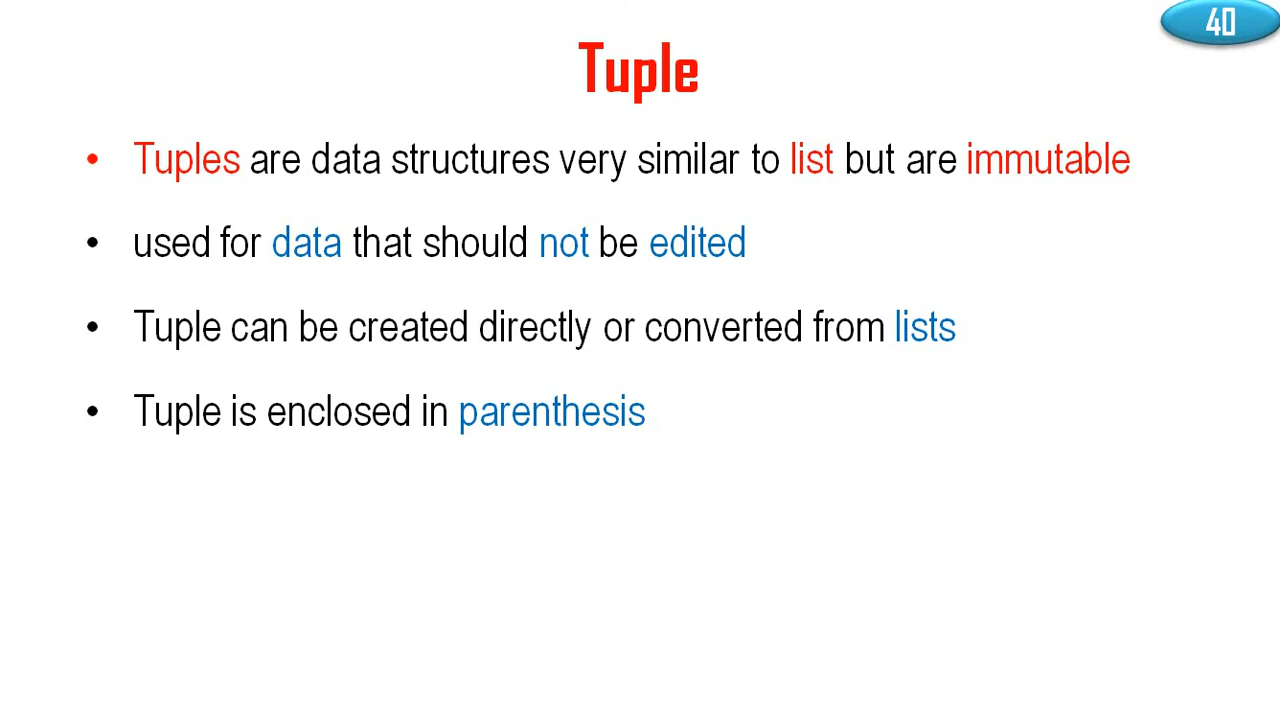 40
Tuple
• Tuples are data structures very similar to list but are immutable
• used for data that should not be edited
• Tuple can be created directly or converted from lists
• Tuple is enclosed in parenthesis